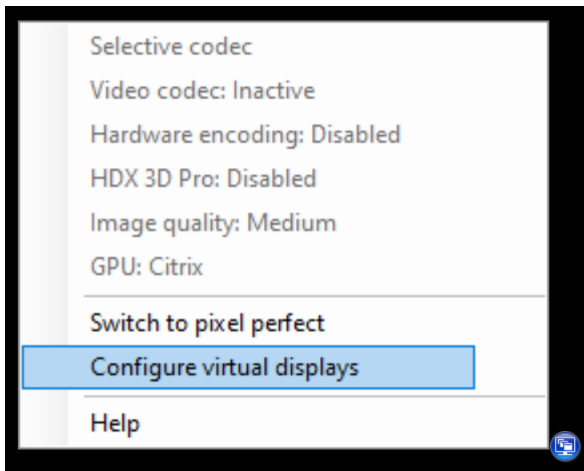 Selective codec
Video codec: Inactive
Hardware encoding: Disabled
HDX 3D Pro: Disabled
Image quality: Medium
GPU: Citrix
Switch to pixel perfect
Configure virtual displays
Help